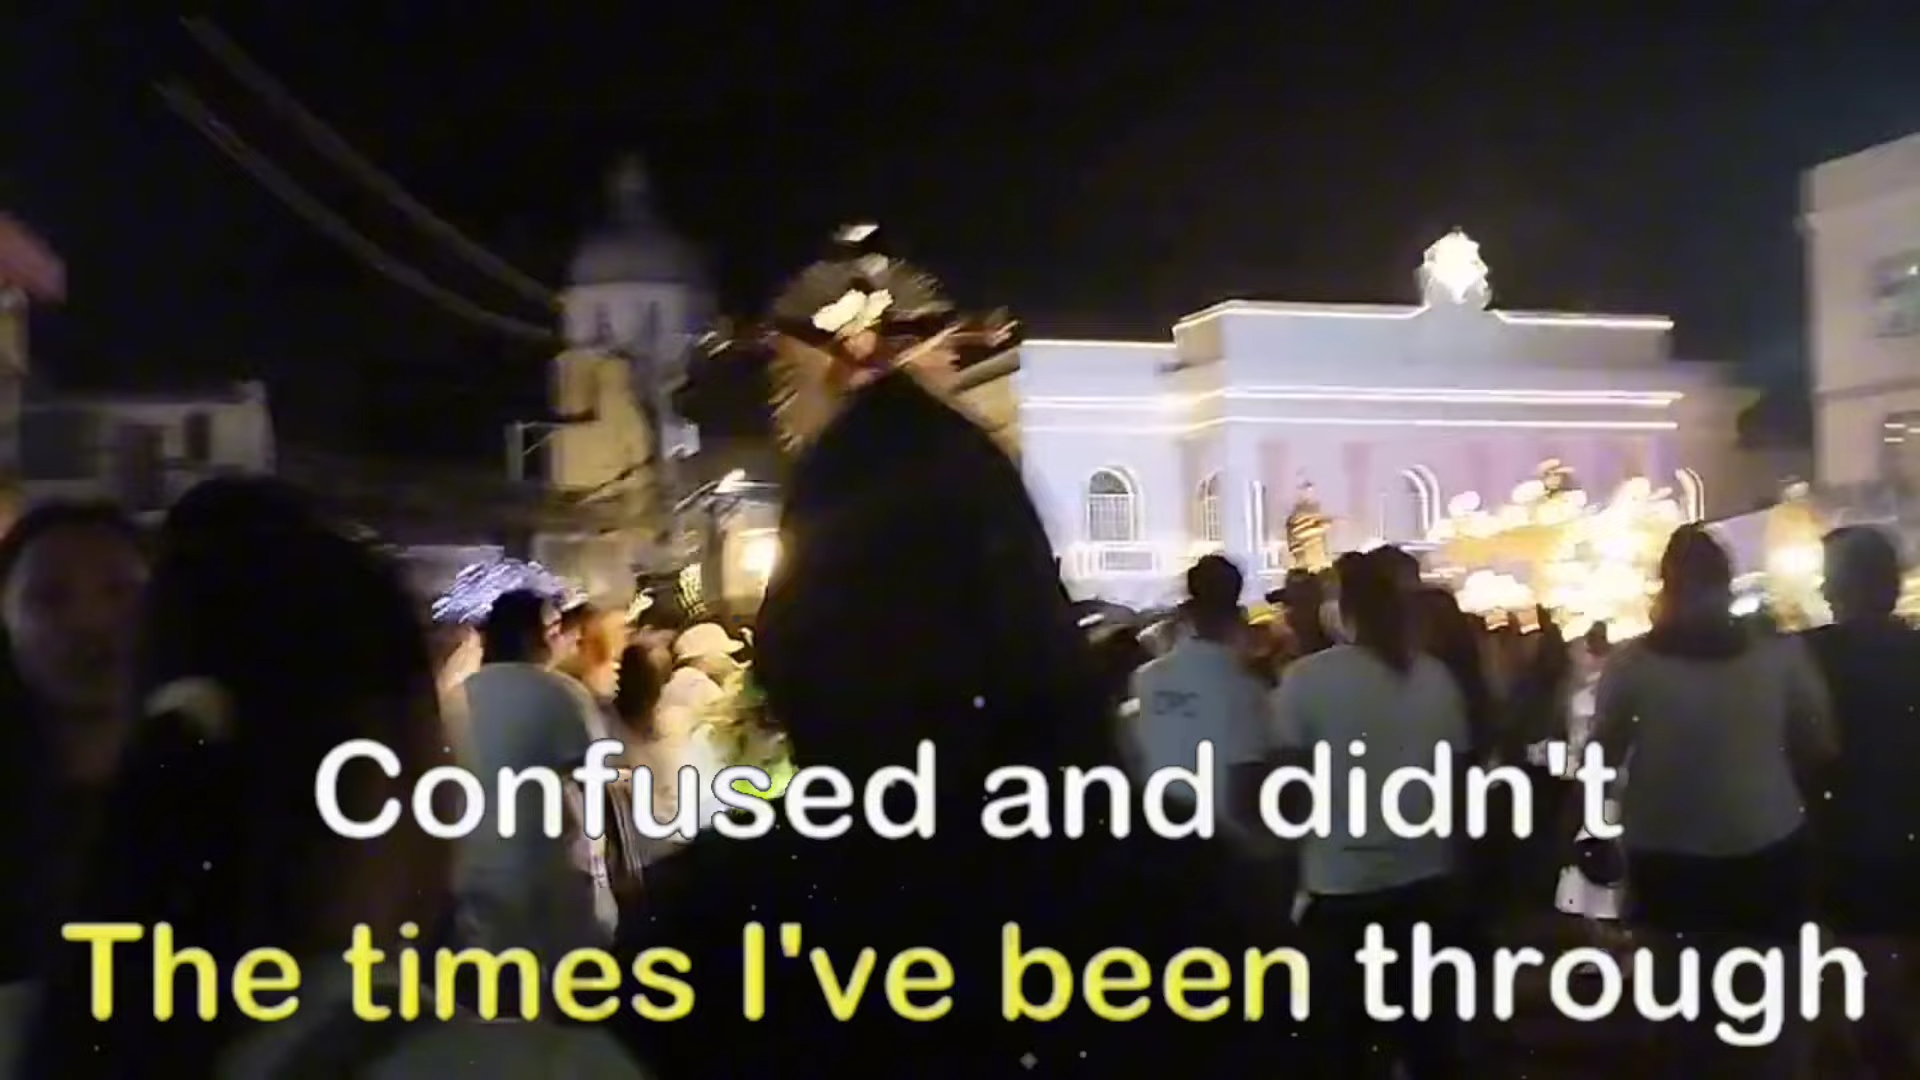 Confused and didn't
The times I've been through